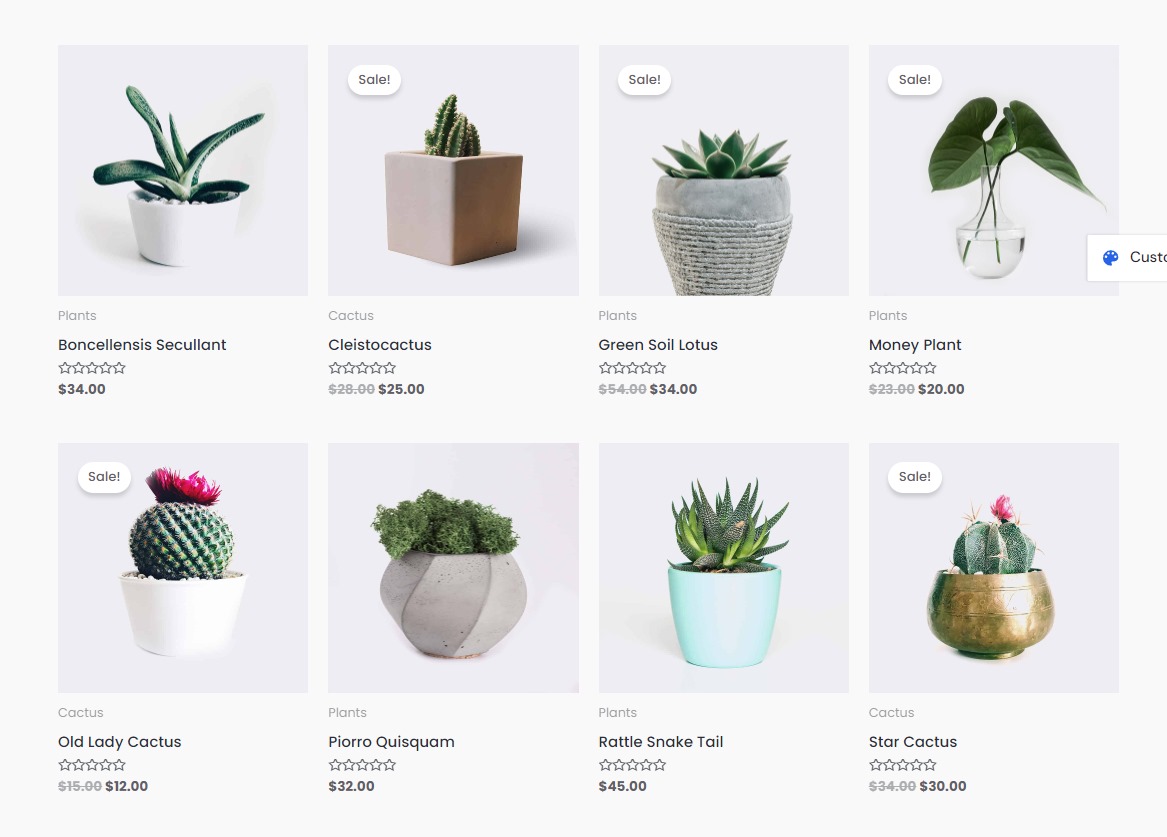 Sale!
Sale!
Sale!
Plants
Cactus
Plants
Plants
Boncellensis Secullant
Cleistocactus
Green Soil Lotus
Money Plant
$34.00
$28.00 $25.00
$54.00 $34.00
$23.00 $20.00
Custo
Sale!
Sale!
Cactus
Plants
Plants
Cactus
Old Lady Cactus
Piorro Quisquam
Rattle Snake Tail
Star Cactus
$15.00 $12.00
$32.00
$45.00
$34.00 $30.00